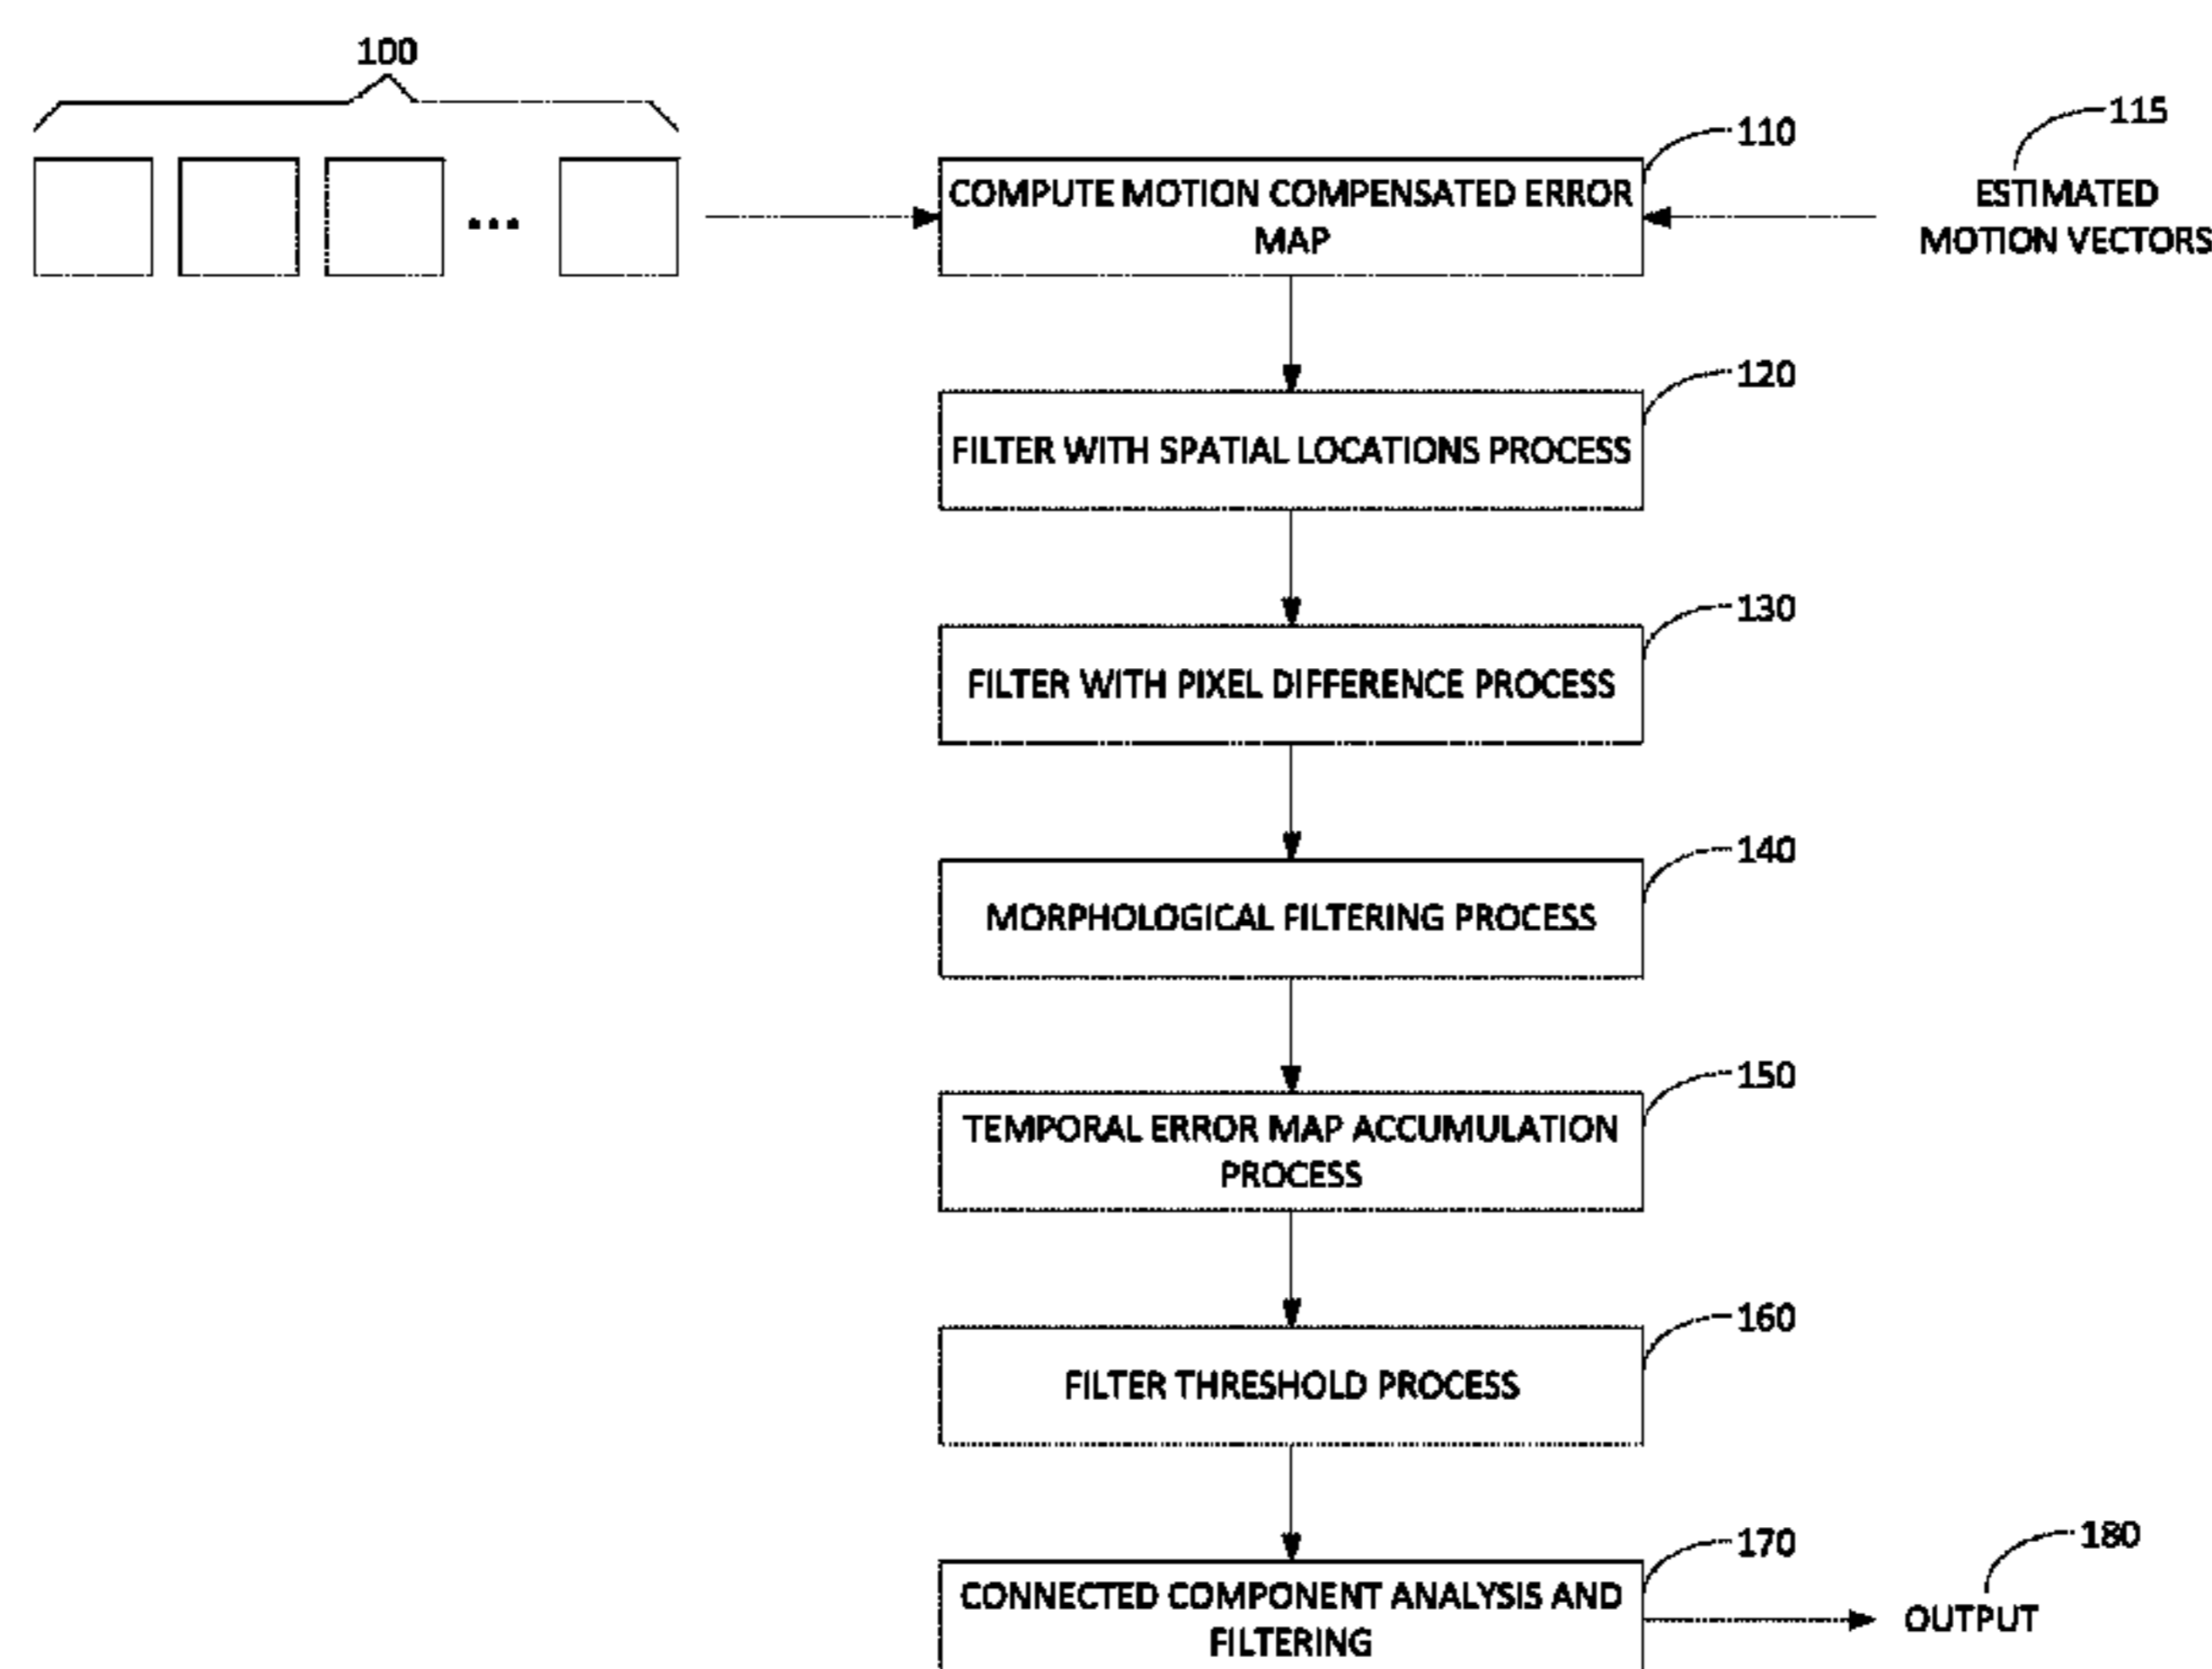 100
110
115
COMPUTE MOTION COMPENSATED ERROR
MAP
ESTIMATED
MOTION VECTORS
120
FILTER WITH SPATIAL LOCATIONS PROCESS
130
FILTER WITH PIXEL DIFFERENCE PROCESS
140
MORPHOLOGICAL FILTERING PROCESS
150
TEMPORAL ERROR MAP ACCUMULATION
PROCESS
160
FILTER THRESHOLD PROCESS
170
180
CONNECTED COMPONENT ANALYSIS AND
FILTERING
OUTPUT